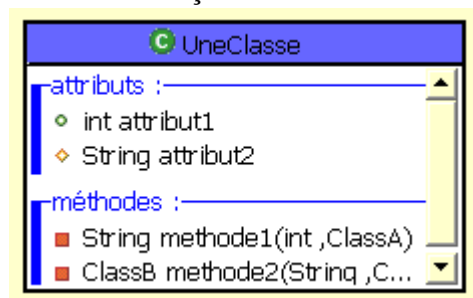 C UneClasse
attributs :
int attribut1
String attribut2
méthodes :
String methode1(int ,ClassA)
ClassB methode2(String ,C...